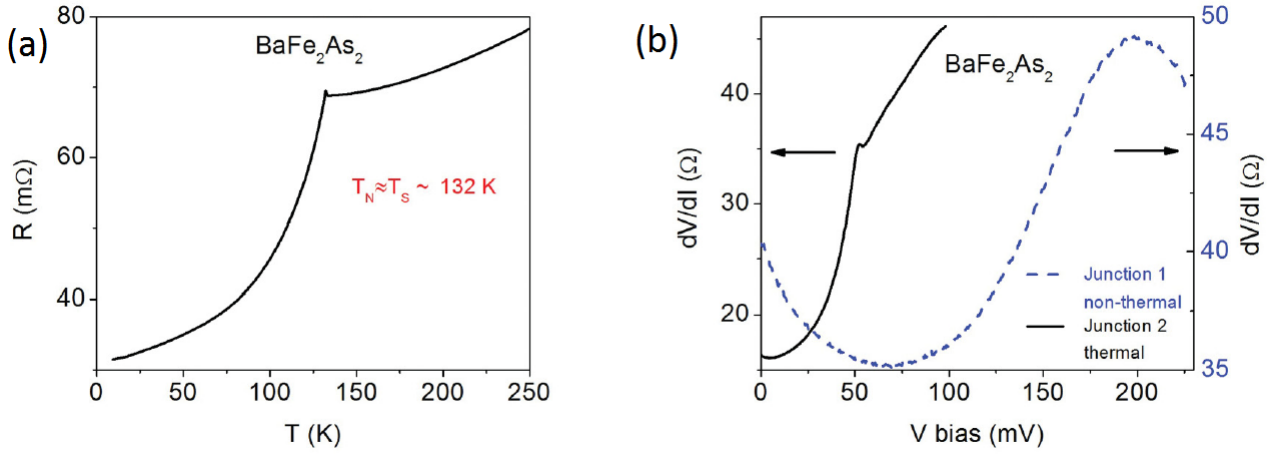 (a)
80
60
40
R (mΩ)
BaFe₂As₂
T_N≈T_S ~ 132 K
0
50
100
150
200
250
T (K)
(b)
40
30
20
dV/dI (Ω)
BaFe₂As₂
50
45
40
35
dV/dI (Ω)
Junction 1
non-thermal
Junction 2
thermal
0
50
100
150
200
V bias (mV)